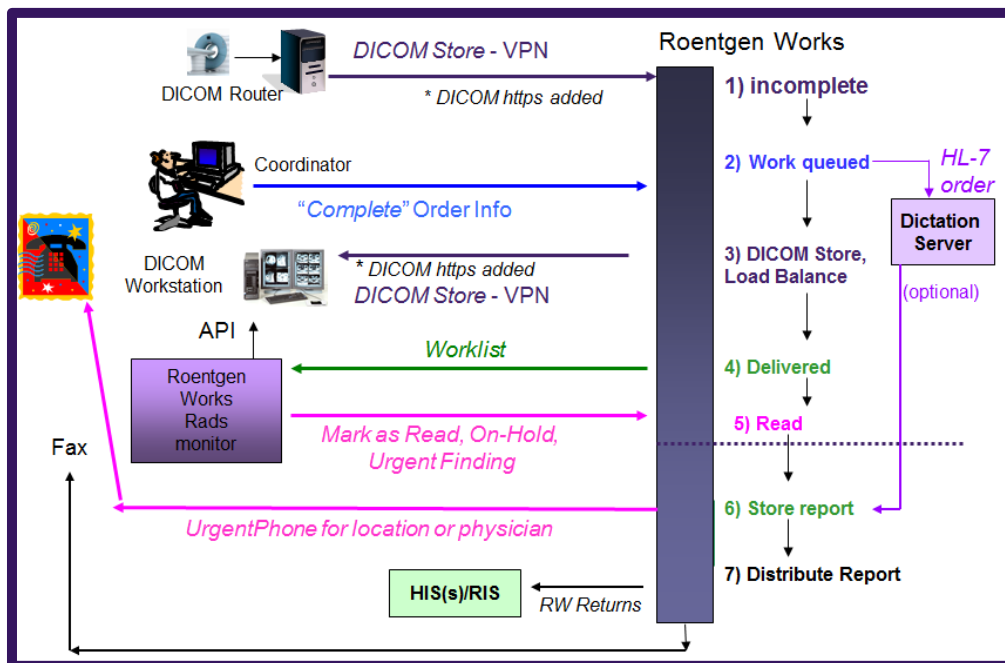 DICOM Store - VPN
Roentgen Works
DICOM Router
* DICOM https added
1) incomplete
Coordinator
2) Work queued
HL-7
order
"Complete" Order Info
Dictation
Server
DICOM
Workstation
* DICOM https added
DICOM Store - VPN
3) DICOM Store,
Load Balance
(optional)
API
Worklist
4) Delivered
Roentgen
Works
Rads
monitor
Mark as Read, On-Hold,
Urgent Finding
5) Read
Fax
UrgentPhone for location or physician
6) Store report
7) Distribute Report
HIS(s)/RIS
RW Returns